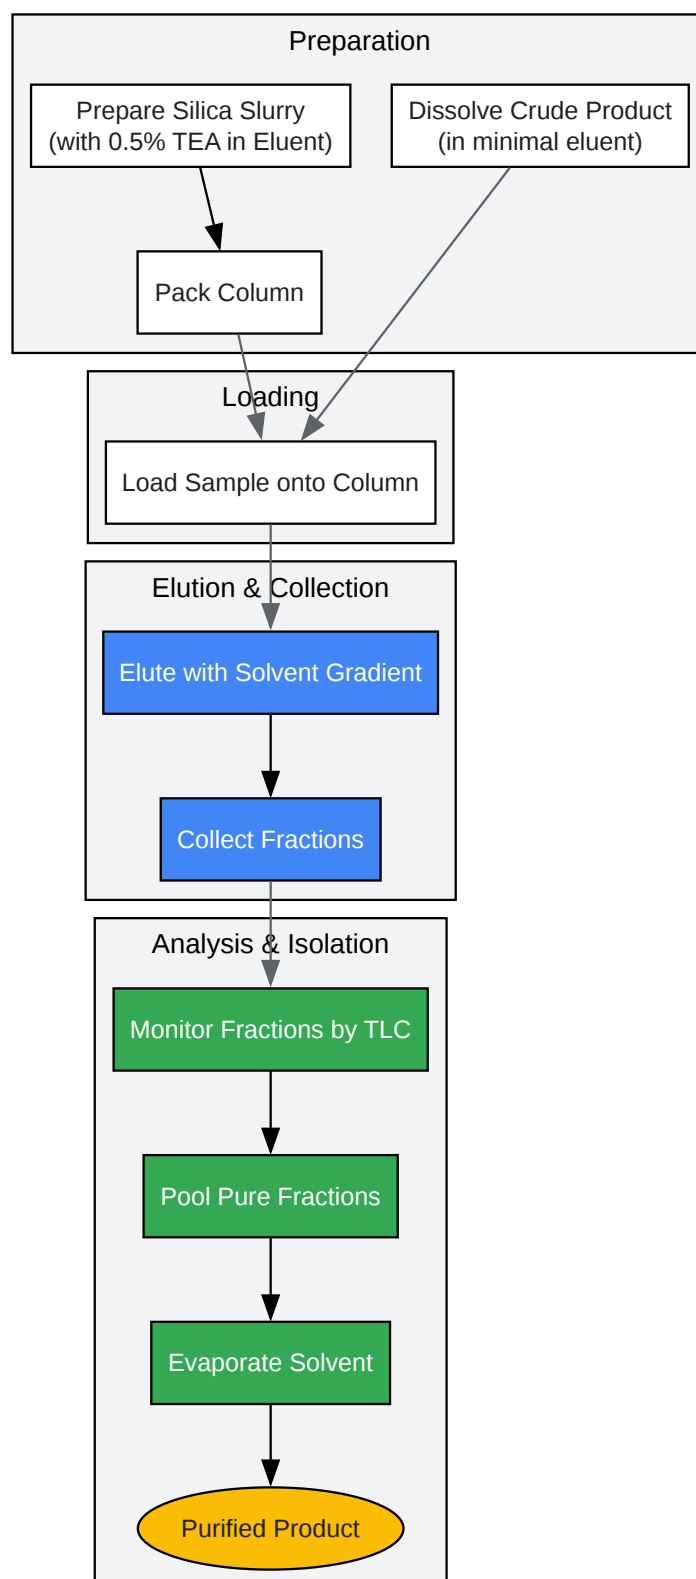 Preparation
Prepare Silica Slurry
(with 0.5% TEA in Eluent)
Dissolve Crude Product
(in minimal eluent)
Pack Column
Loading
Load Sample onto Column
Elution & Collection
Elute with Solvent Gradient
Collect Fractions
Analysis & Isolation
Monitor Fractions by TLC
Pool Pure Fractions
Evaporate Solvent
Purified Product